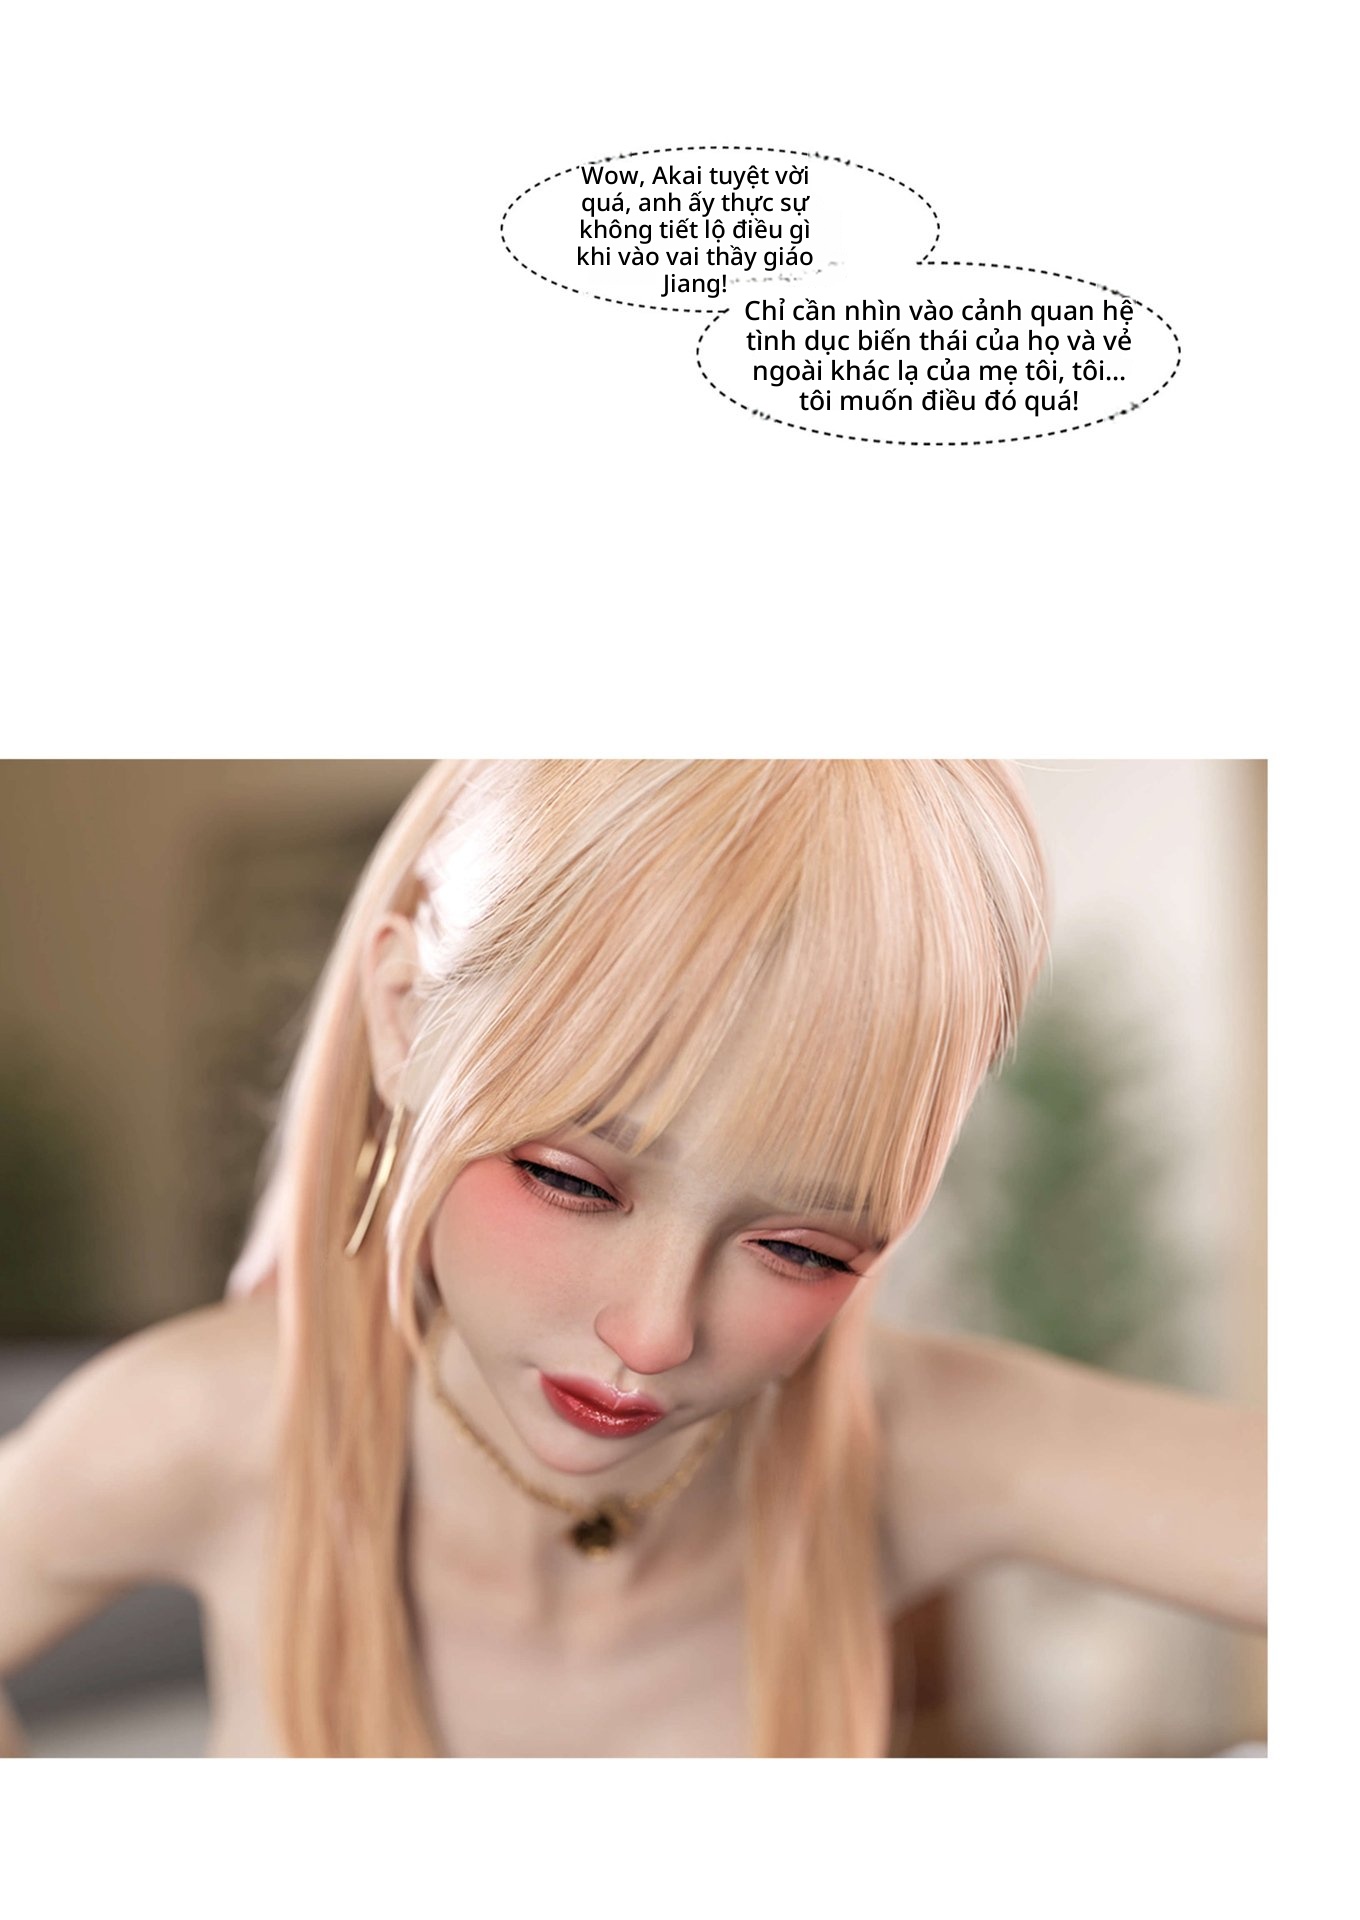 Wow, Akai tuyệt vời
quá, anh ấy thực sự
không tiết lộ điều gì
khi vào vai thầy giáo
Jiang!
Chỉ cần nhìn vào cảnh quan hệ
tình dục biến thái của họ và vẻ
ngoài khác lạ của mẹ tôi, tôi...
tôi muốn điều đó quá!